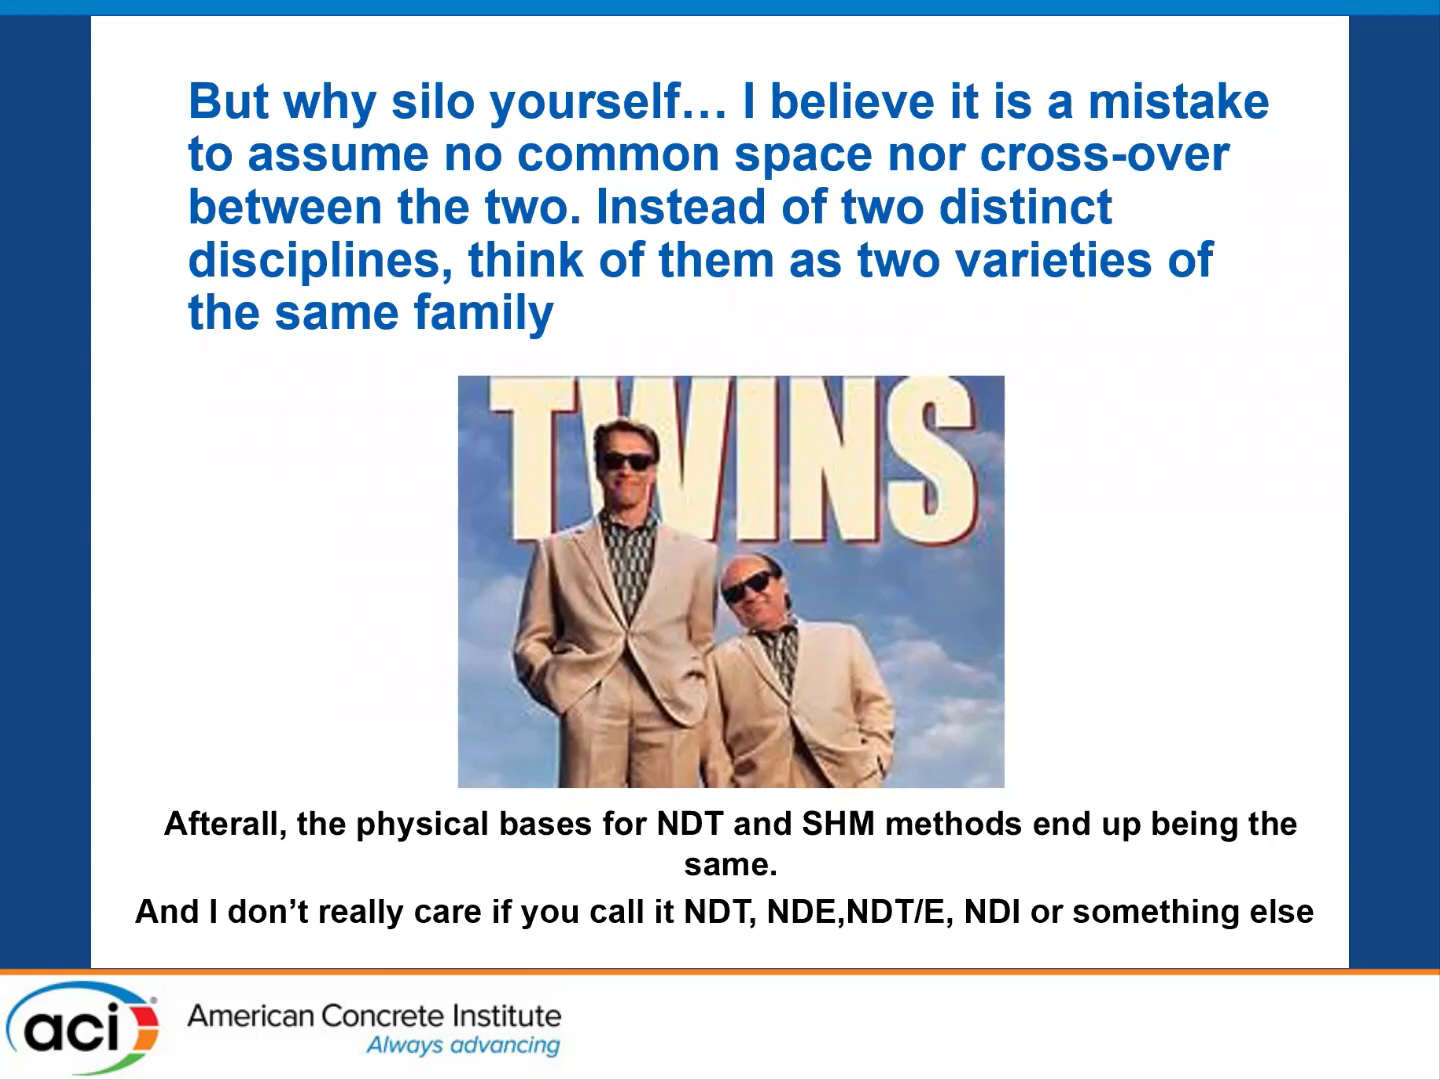 But why silo yourself… I believe it is a mistake
to assume no common space nor cross-over
between the two. Instead of two distinct
disciplines, think of them as two varieties of
the same family
TWINS
Afterall, the physical bases for NDT and SHM methods end up being the
same.
And I don’t really care if you call it NDT, NDE,NDT/E, NDI or something else
aci®
American Concrete Institute
Always advancing